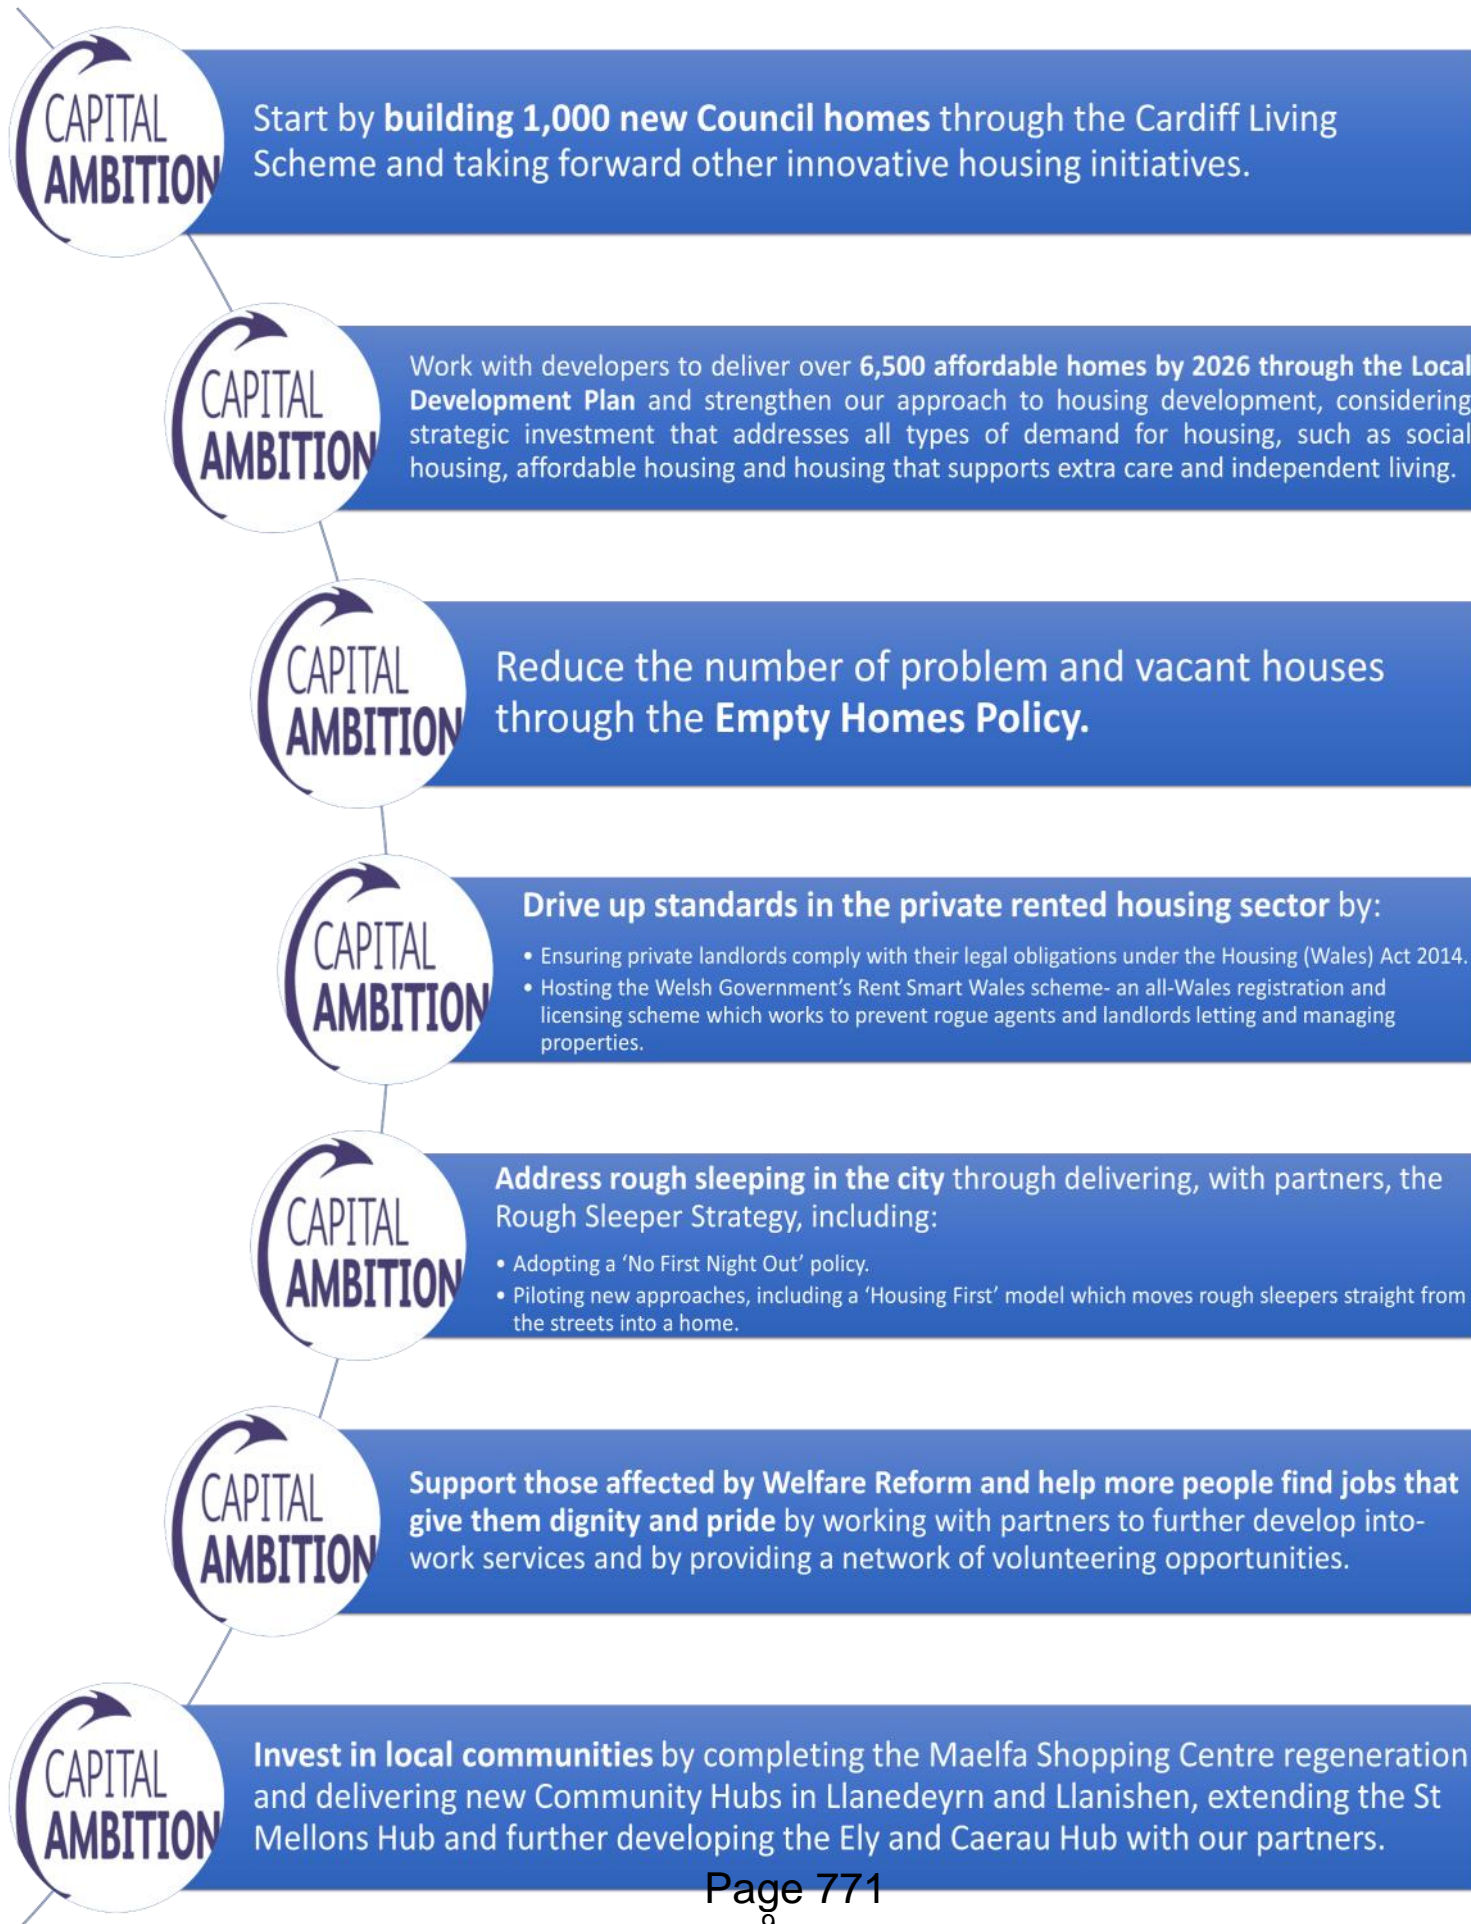 CAPITAL
AMBITION
Start by building 1,000 new Council homes through the Cardiff Living
Scheme and taking forward other innovative housing initiatives.
CAPITAL
AMBITION
Work with developers to deliver over 6,500 affordable homes by 2026 through the Local
Development Plan and strengthen our approach to housing development, considering
strategic investment that addresses all types of demand for housing, such as social
housing, affordable housing and housing that supports extra care and independent living.
CAPITAL
AMBITION
Reduce the number of problem and vacant houses
through the Empty Homes Policy.
CAPITAL
AMBITION
Drive up standards in the private rented housing sector by:
• Ensuring private landlords comply with their legal obligations under the Housing (Wales) Act 2014.
• Hosting the Welsh Government’s Rent Smart Wales scheme- an all-Wales registration and
licensing scheme which works to prevent rogue agents and landlords letting and managing
properties.
CAPITAL
AMBITION
Address rough sleeping in the city through delivering, with partners, the
Rough Sleeper Strategy, including:
• Adopting a ‘No First Night Out’ policy.
• Piloting new approaches, including a ‘Housing First’ model which moves rough sleepers straight from
the streets into a home.
CAPITAL
AMBITION
Support those affected by Welfare Reform and help more people find jobs that
give them dignity and pride by working with partners to further develop into-
work services and by providing a network of volunteering opportunities.
CAPITAL
AMBITION
Invest in local communities by completing the Maelfa Shopping Centre regeneration
and delivering new Community Hubs in Llanedeyrn and Llanishen, extending the St
Mellons Hub and further developing the Ely and Caerau Hub with our partners.
Page 771